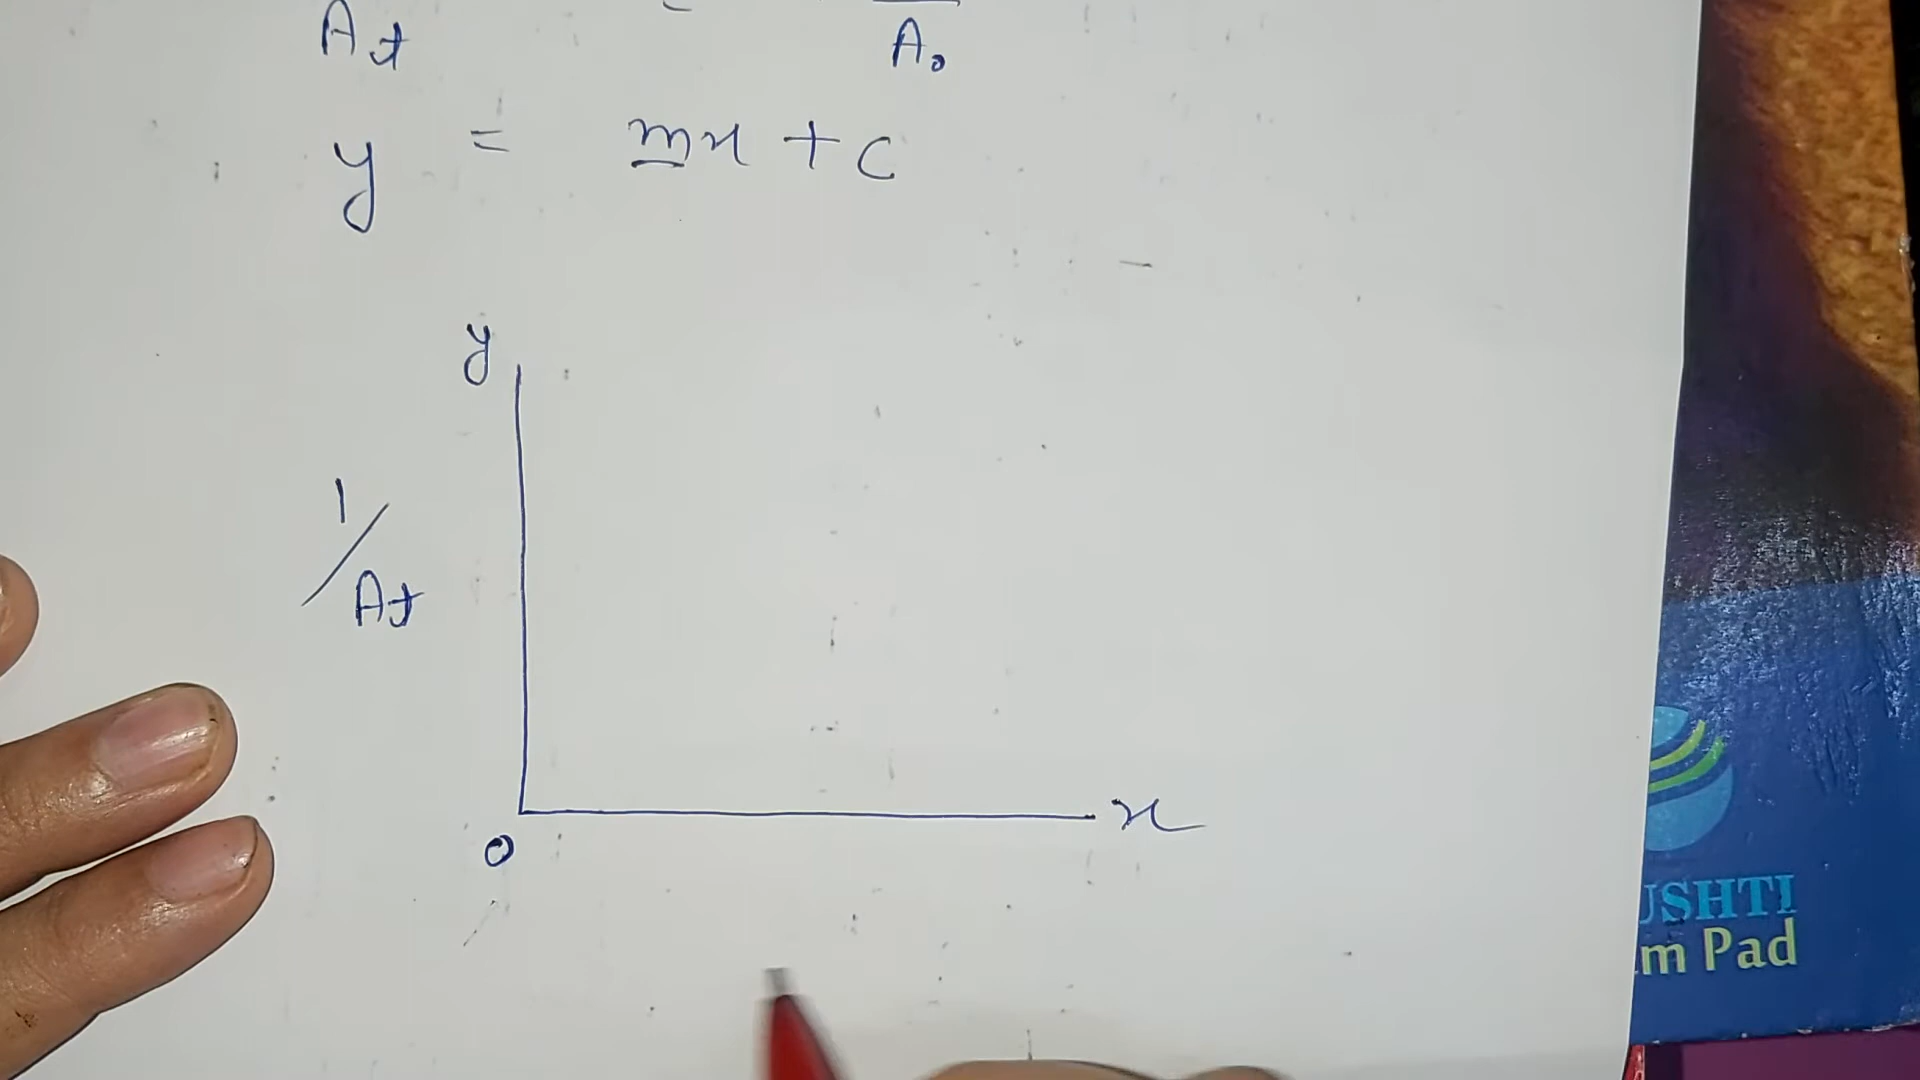 At = A₀
y = mx + c
y
1/At
x
0
USHTI
m Pad